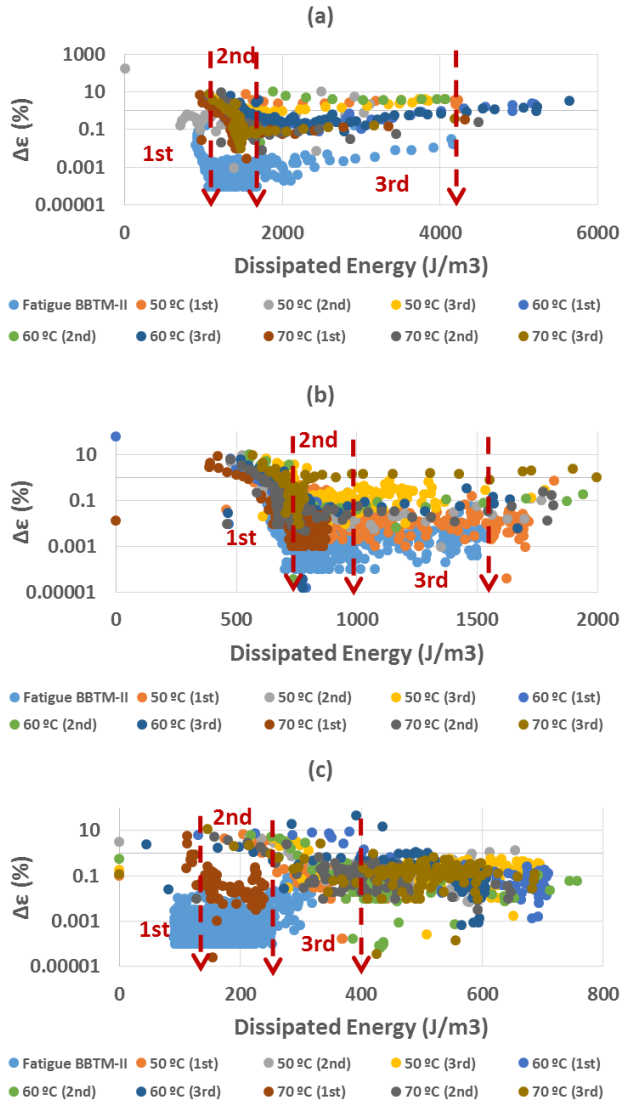 (a)
1000
10
0.1
0.001
0.00001
Δε (%)
2nd
1st
3rd
0 2000 4000 6000
Dissipated Energy (J/m3)
Fatigue BBTM-II 50 ºC (1st) 50 ºC (2nd) 50 ºC (3rd) 60 ºC (1st)
60 ºC (2nd) 60 ºC (3rd) 70 ºC (1st) 70 ºC (2nd) 70 ºC (3rd)
(b)
10
0.1
0.001
0.00001
Δε (%)
2nd
1st
3rd
0 500 1000 1500 2000
Dissipated Energy (J/m3)
Fatigue BBTM-II 50 ºC (1st) 50 ºC (2nd) 50 ºC (3rd) 60 ºC (1st)
60 ºC (2nd) 60 ºC (3rd) 70 ºC (1st) 70 ºC (2nd) 70 ºC (3rd)
(c)
10
0.1
0.001
0.00001
Δε (%)
2nd
1st
3rd
0 200 400 600 800
Dissipated Energy (J/m3)
Fatigue BBTM-II 50 ºC (1st) 50 ºC (2nd) 50 ºC (3rd) 60 ºC (1st)
60 ºC (2nd) 60 ºC (3rd) 70 ºC (1st) 70 ºC (2nd) 70 ºC (3rd)